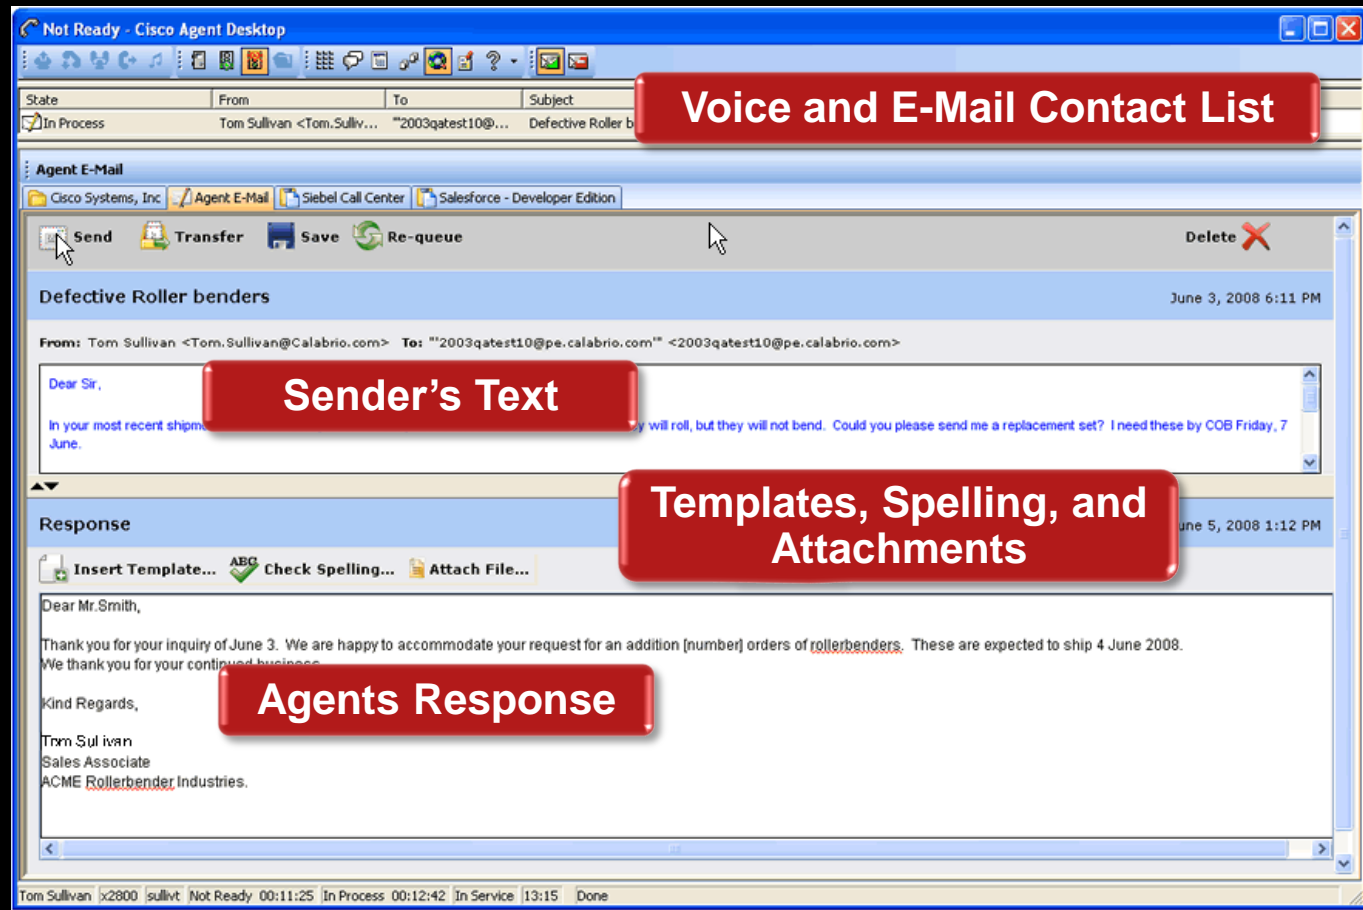 Not Ready - Cisco Agent Desktop
State From To Subject
In Process Tom Sullivan <Tom.Sulliv... "'2003qatest10@... Defective Roller b
Voice and E-Mail Contact List
Agent E-Mail
Cisco Systems, Inc Agent E-Mail Siebel Call Center Salesforce - Developer Edition
Send Transfer Save Re-queue Delete
Defective Roller benders June 3, 2008 6:11 PM
From: Tom Sullivan <Tom.Sullivan@Calabrio.com> To: "'2003qatest10@pe.calabrio.com'" <2003qatest10@pe.calabrio.com>
Dear Sir,
Sender's Text
In your most recent shipm y will roll, but they will not bend. Could you please send me a replacement set? I need these by COB Friday, 7
June.
Templates, Spelling, and
Attachments
Response une 5, 2008 1:12 PM
Insert Template... ABC Check Spelling... Attach File...
Dear Mr.Smith,
Thank you for your inquiry of June 3. We are happy to accommodate your request for an addition [number] orders of rollerbenders. These are expected to ship 4 June 2008.
We thank you for your continued business.
Agents Response
Kind Regards,
Tom Sullivan
Sales Associate
ACME Rollerbender Industries.
Tom Sullivan x2800 sullivt Not Ready 00:11:25 In Process 00:12:42 In Service 13:15 Done